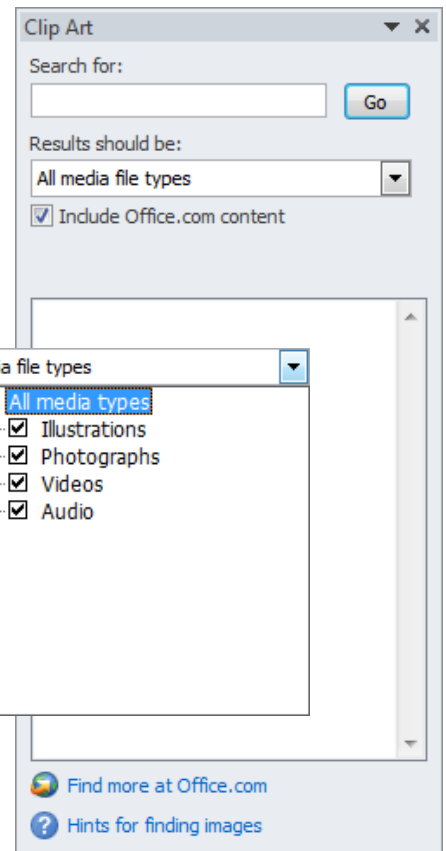 Clip Art
Search for:
Go
Results should be:
All media file types
Include Office.com content
file types
All media types
Illustrations
Photographs
Videos
Audio
Find more at Office.com
Hints for finding images